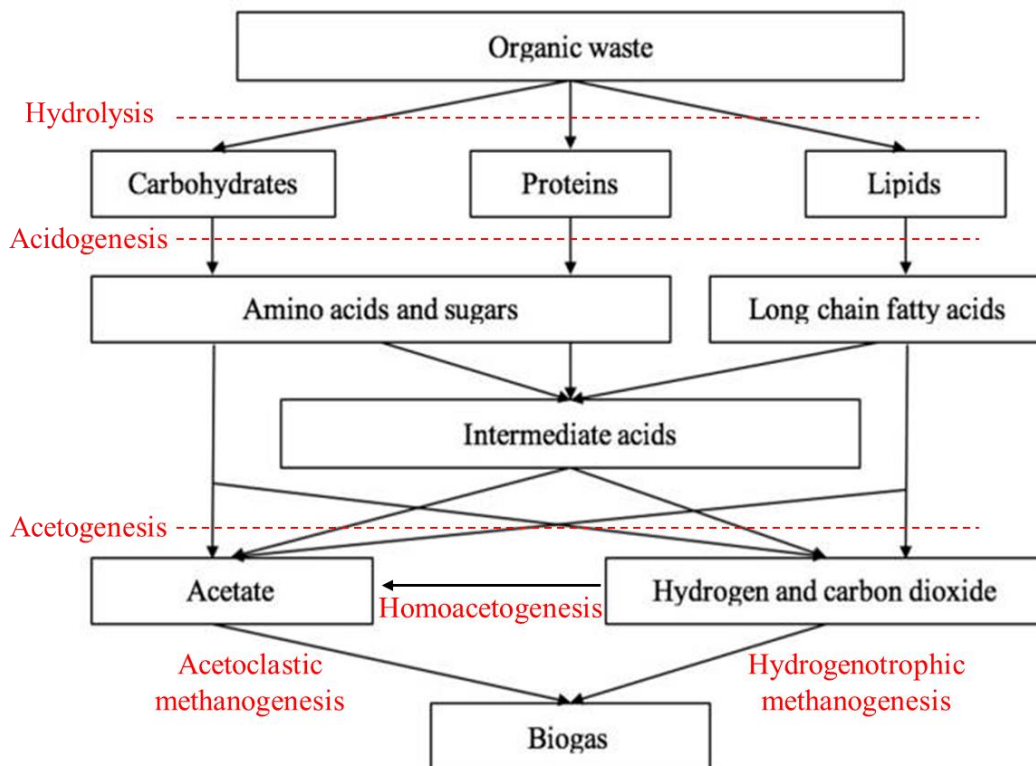 Organic waste
Hydrolysis
Carbohydrates
Proteins
Lipids
Acidogenesis
Amino acids and sugars
Long chain fatty acids
Intermediate acids
Acetogenesis
Acetate
Hydrogen and carbon dioxide
Homoacetogenesis
Acetoclastic
methanogenesis
Hydrogenotrophic
methanogenesis
Biogas